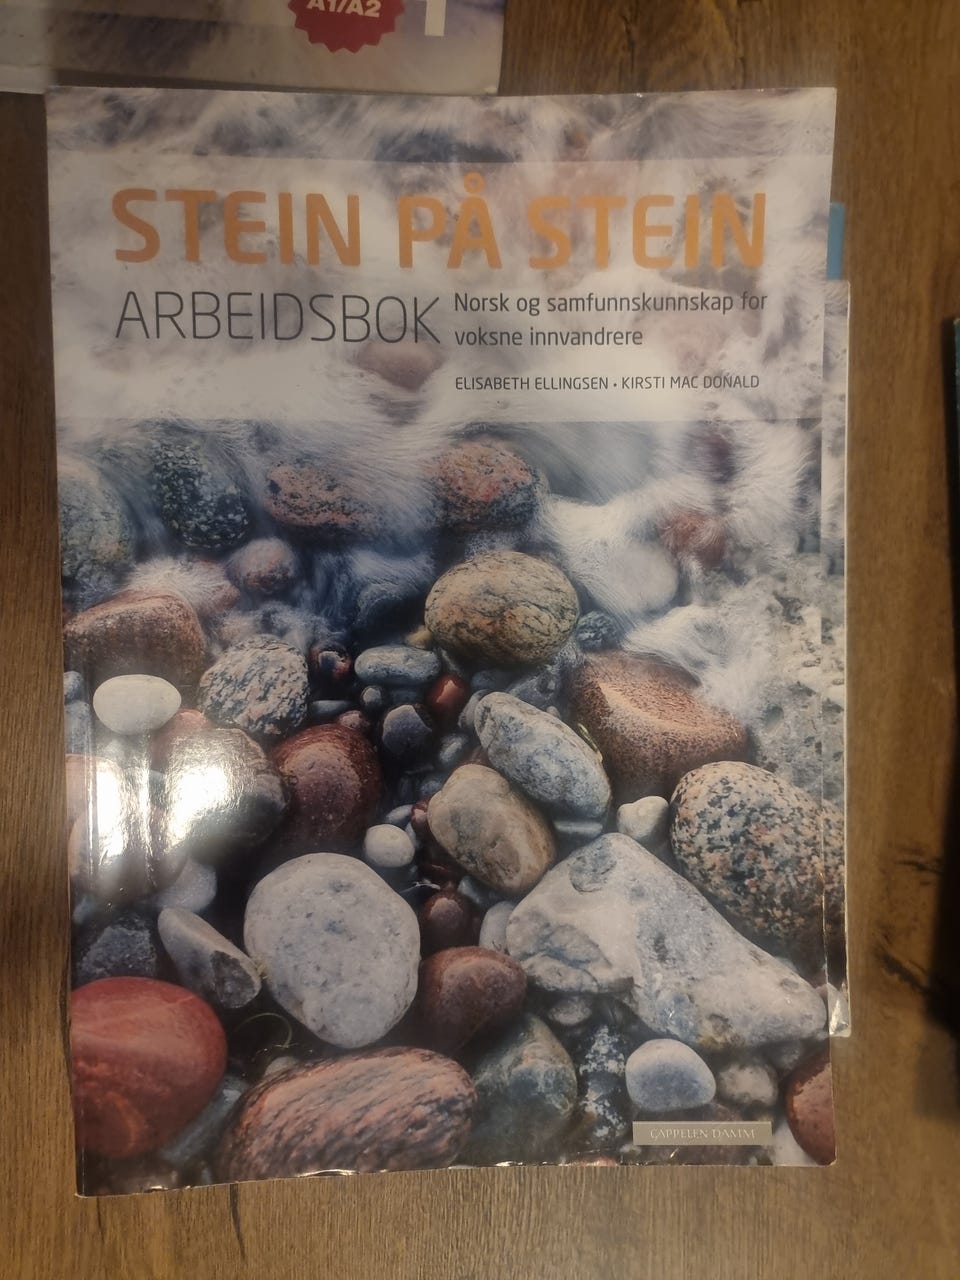 A1/A2
1
STEIN PÅ STEIN
ARBEIDSBOK
Norsk og samfunnskunnskap for
voksne innvandrere
ELISABETH ELLINGSEN • KIRSTI MAC DONALD
CAPPELEN DAMM